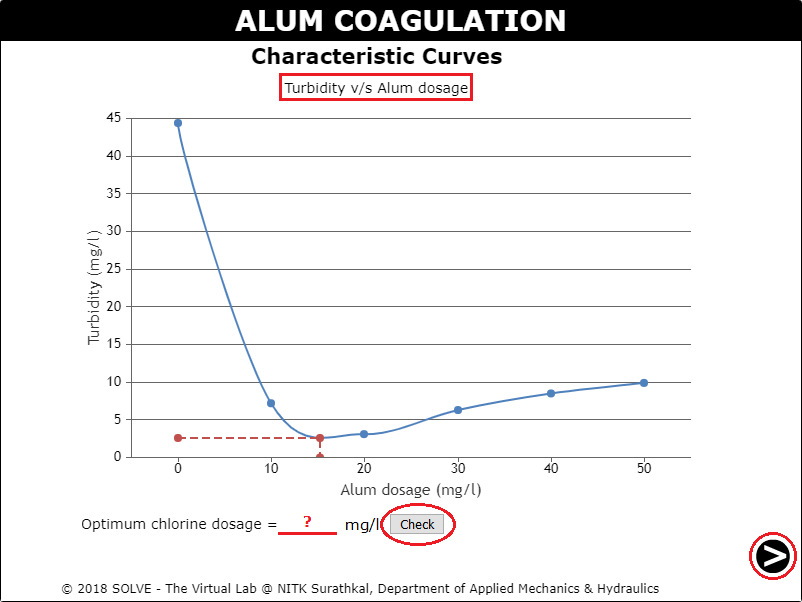 ALUM COAGULATION
Characteristic Curves
Turbidity v/s Alum dosage
45
40
35
30
25
20
15
10
5
0
Turbidity (mg/l)
0 10 20 30 40 50
Alum dosage (mg/l)
Optimum chlorine dosage = ? mg/l Check
>
© 2018 SOLVE - The Virtual Lab @ NITK Surathkal, Department of Applied Mechanics & Hydraulics